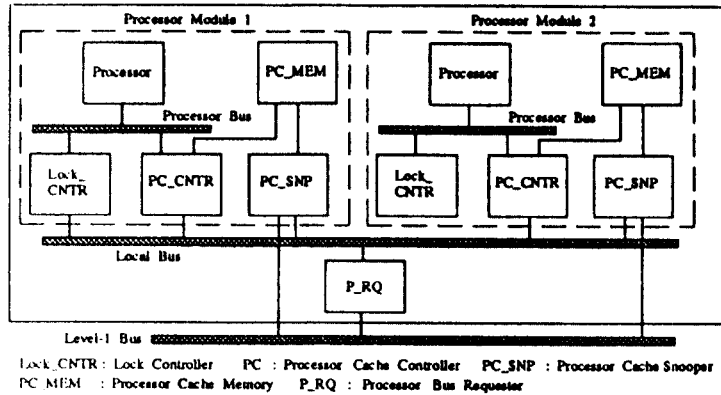 Processor Module 1
Processor Module 2
Processor
PC_MEM
Processor
PC_MEM
Processor Bus
Processor Bus
Lock_
CNTR
PC_CNTR
PC_SNP
Lock_
CNTR
PC_CNTR
PC_SNP
Local Bus
P_RQ
Level-1 Bus
Lock_CNTR : Lock Controller PC : Processor Cache Controller PC_SNP : Processor Cache Snooper
PC_MEM : Processor Cache Memory P_RQ : Processor Bus Requester